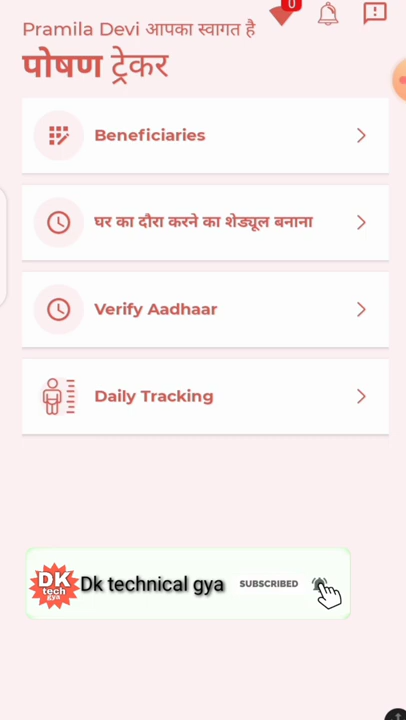 Pramila Devi आपका स्वागत है
0
पोषण ट्रेकर
Beneficiaries
घर का दौरा करने का शेड्यूल बनाना
Verify Aadhaar
Daily Tracking
DK
tech
gya
Dk technical gya
SUBSCRIBED